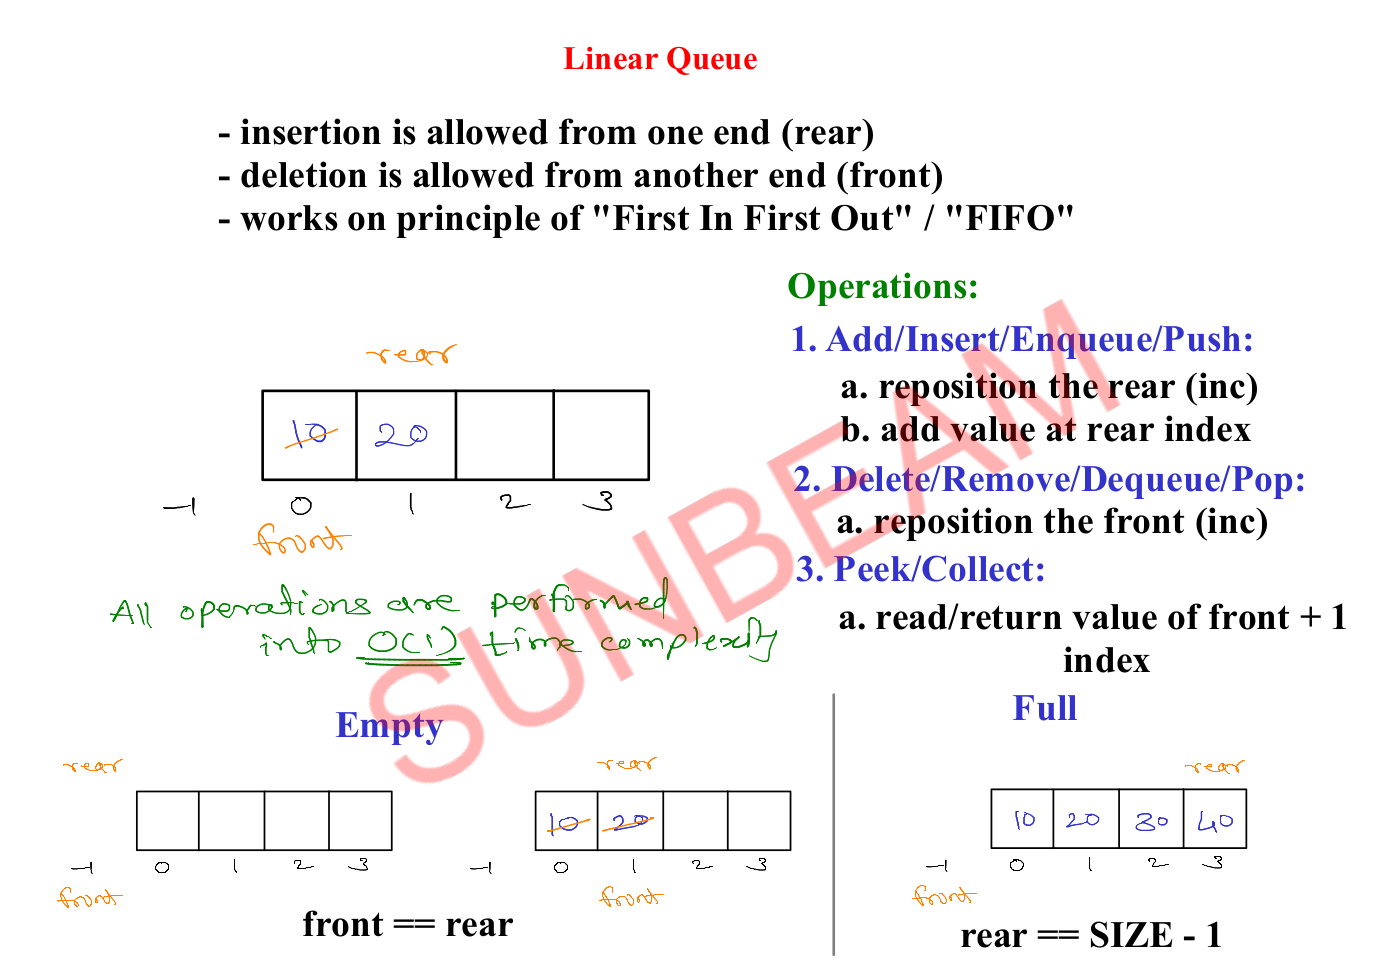 Linear Queue
- insertion is allowed from one end (rear)
- deletion is allowed from another end (front)
- works on principle of "First In First Out" / "FIFO"
rear
10 20
-1 0 1 2 3
front
All operations are performed
into O(1) time complexity
Operations:
1. Add/Insert/Enqueue/Push:
a. reposition the rear (inc)
b. add value at rear index
2. Delete/Remove/Dequeue/Pop:
a. reposition the front (inc)
3. Peek/Collect:
a. read/return value of front + 1
index
SUNBEAM
Empty
rear
-1 0 1 2 3
front
rear
10 20
-1 0 1 2 3
front
front == rear
Full
rear
10 20 30 40
-1 0 1 2 3
front
rear == SIZE - 1